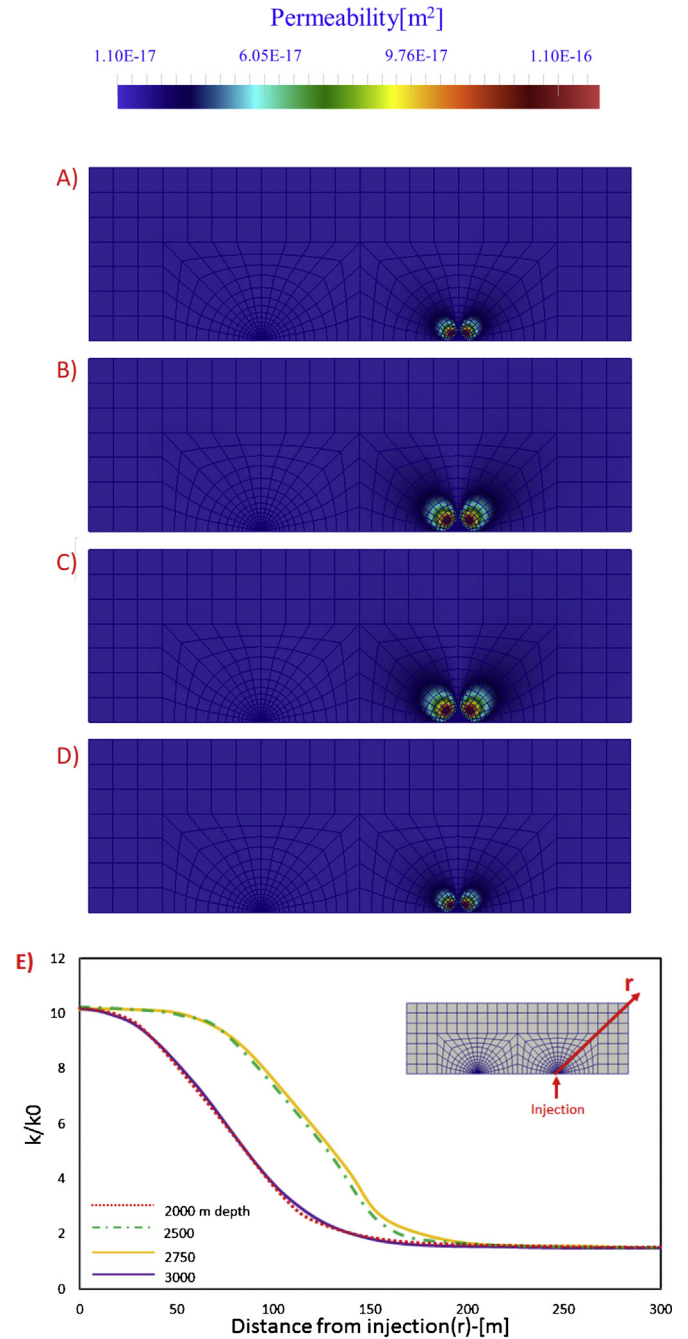 Permeability[m²]
1.10E-17 6.05E-17 9.76E-17 1.10E-16
A)
B)
C)
D)
E)
12
10
8
6
4
2
0
k/k0
r
Injection
2000 m depth
2500
2750
3000
0 50 100 150 200 250 300
Distance from injection(r)-[m]